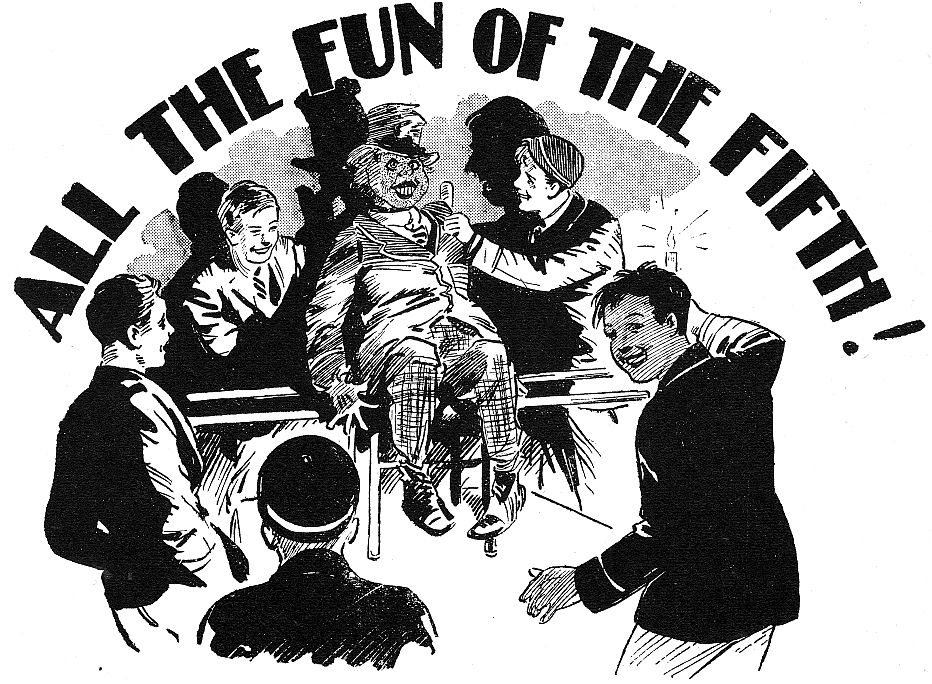 ALL THE FUN OF THE FIFTH!